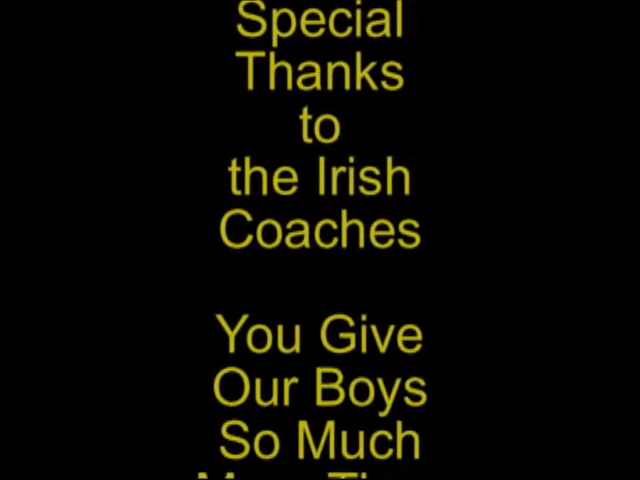 Special
Thanks
to
the Irish
Coaches
You Give
Our Boys
So Much